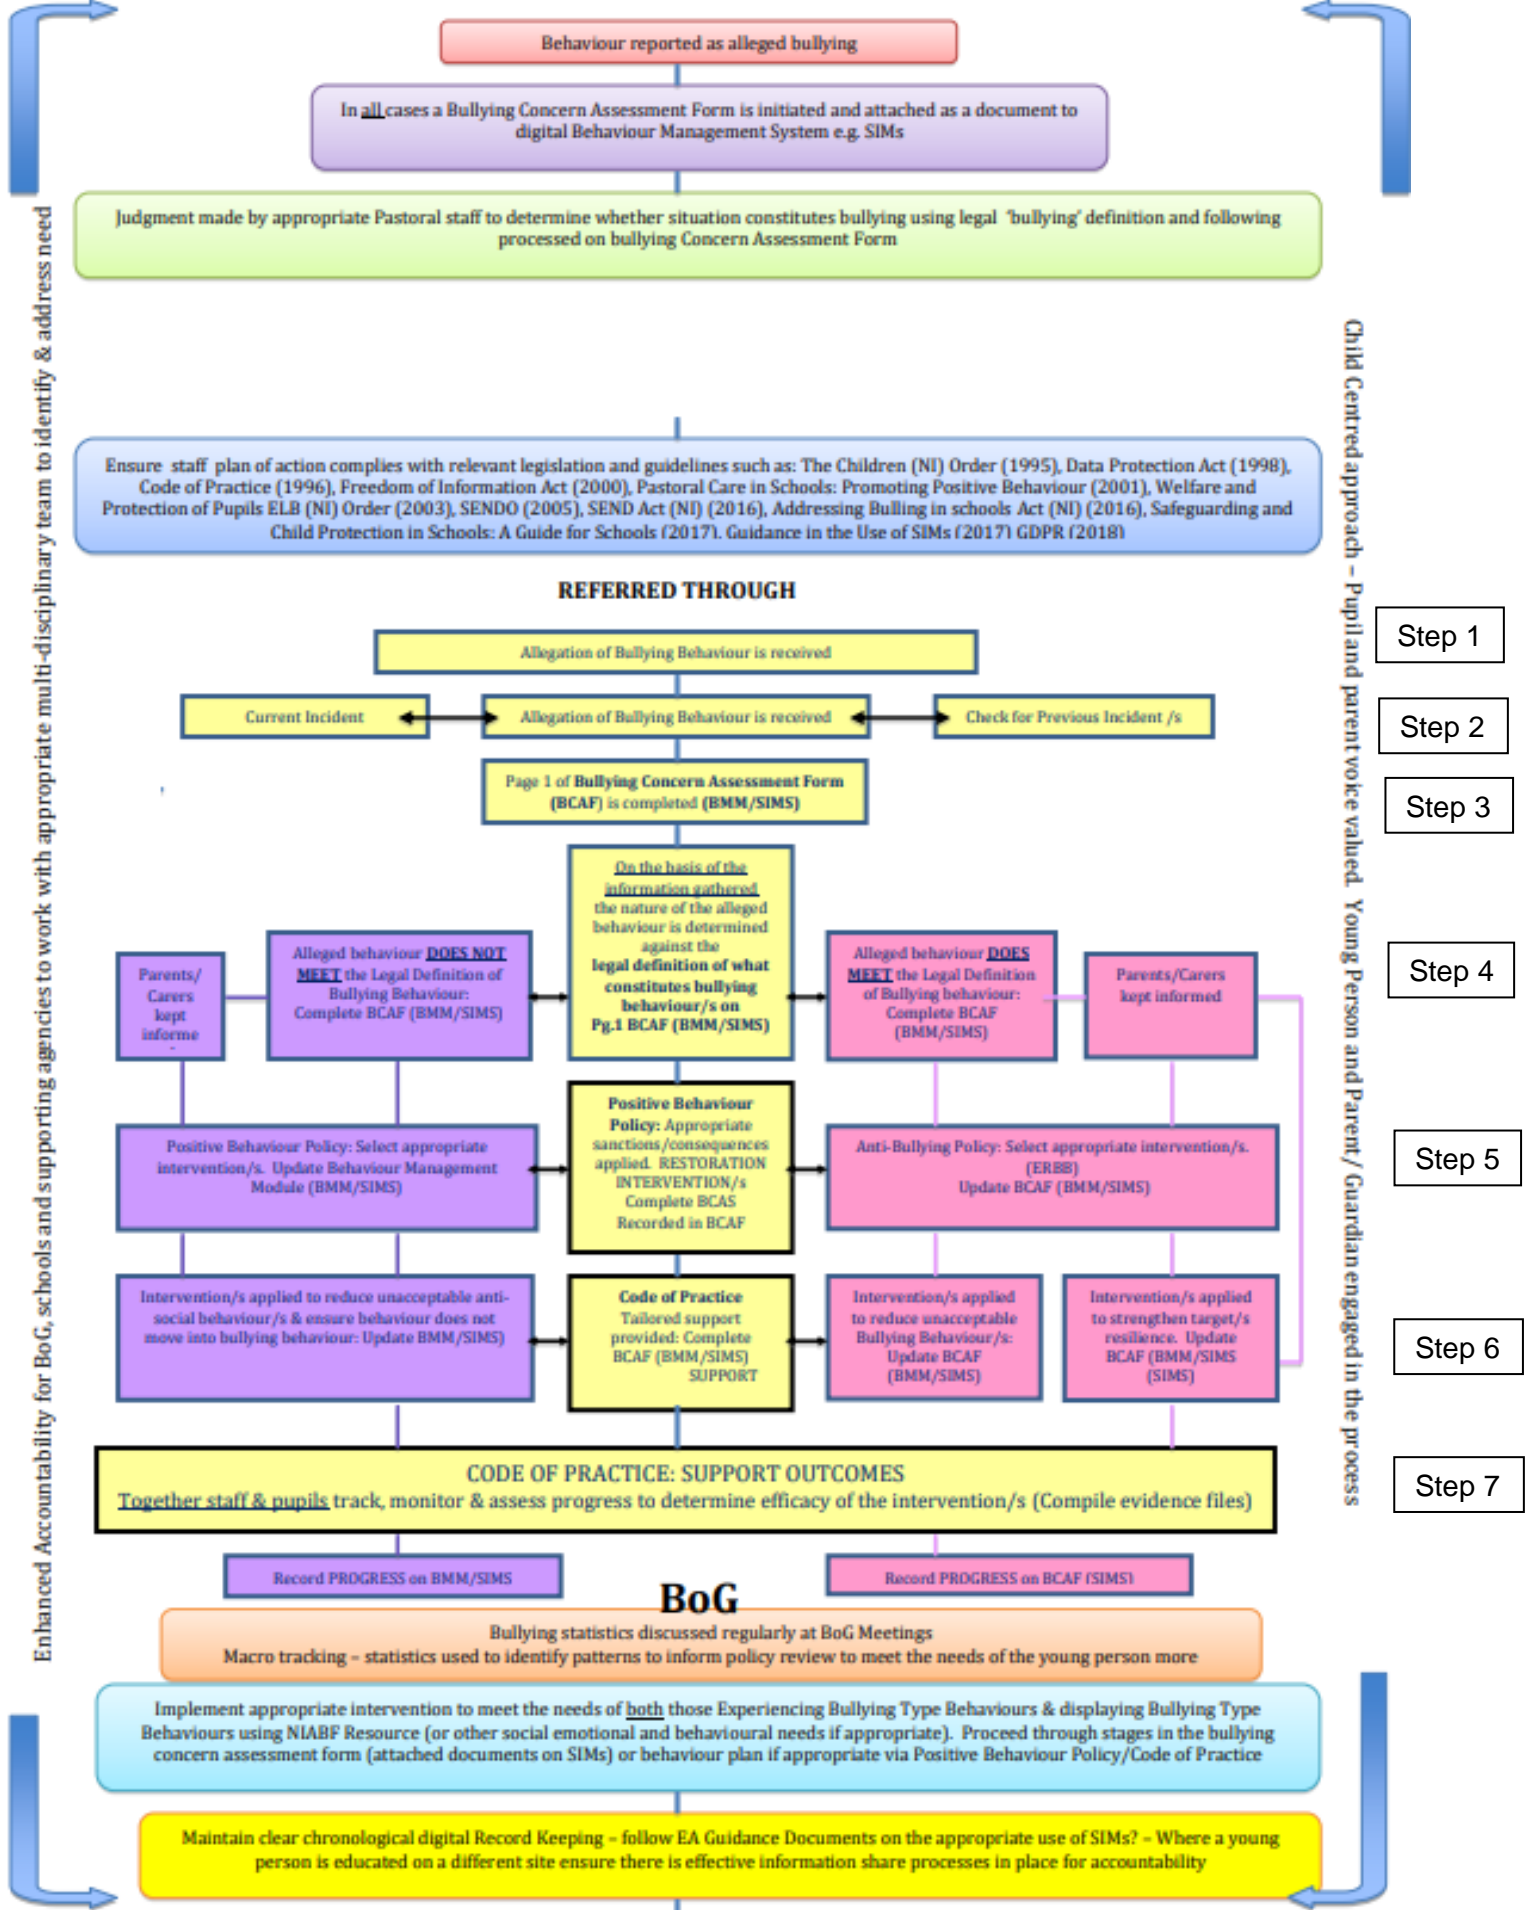 Behaviour reported as alleged bullying
In all cases a Bullying Concern Assessment Form is initiated and attached as a document to
digital Behaviour Management System e.g. SIMs
Judgment made by appropriate Pastoral staff to determine whether situation constitutes bullying using legal 'bullying' definition and following
processed on bullying Concern Assessment Form
Ensure staff plan of action complies with relevant legislation and guidelines such as: The Children (NI) Order (1995), Data Protection Act (1998),
Code of Practice (1996), Freedom of Information Act (2000), Pastoral Care in Schools: Promoting Positive Behaviour (2001), Welfare and
Protection of Pupils ELB (NI) Order (2003), SENDO (2005), SEND Act (NI) (2016), Addressing Bulling in schools Act (NI) (2016), Safeguarding and
Child Protection in Schools: A Guide for Schools (2017). Guidance in the Use of SIMs (2017) GDPR (2018)
Enhanced Accountability for BoG, schools and supporting agencies to work with appropriate multi-disciplinary team to identify & address need
Child Centred approach – Pupil and parent voice valued. Young Person and Parent/ Guardian engaged in the process
REFERRED THROUGH
Allegation of Bullying Behaviour is received
Step 1
Current Incident
Allegation of Bullying Behaviour is received
Check for Previous Incident /s
Step 2
Page 1 of Bullying Concern Assessment Form
(BCAF) is completed (BMM/SIMS)
Step 3
Parents/
Carers
kept
informe
Alleged behaviour DOES NOT
MEET the Legal Definition of
Bullying Behaviour:
Complete BCAF (BMM/SIMS)
On the basis of the
information gathered
the nature of the alleged
behaviour is determined
against the
legal definition of what
constitutes bullying
behaviour/s on
Pg.1 BCAF (BMM/SIMS)
Alleged behaviour DOES
MEET the Legal Definition
of Bullying behaviour:
Complete BCAF
(BMM/SIMS)
Parents/Carers
kept informed
Step 4
Positive Behaviour Policy: Select appropriate
intervention/s. Update Behaviour Management
Module (BMM/SIMS)
Positive Behaviour
Policy: Appropriate
sanctions/consequences
applied. RESTORATION
INTERVENTION/s
Complete BCAS
Recorded in BCAF
Anti-Bullying Policy: Select appropriate intervention/s.
(ERBB)
Update BCAF (BMM/SIMS)
Step 5
Intervention/s applied to reduce unacceptable anti-
social behaviour/s & ensure behaviour does not
move into bullying behaviour: Update BMM/SIMS)
Code of Practice
Tailored support
provided: Complete
BCAF (BMM/SIMS)
SUPPORT
Intervention/s applied
to reduce unacceptable
Bullying Behaviour/s:
Update BCAF
(BMM/SIMS)
Intervention/s applied
to strengthen target/s
resilience. Update
BCAF (BMM/SIMS
(SIMS)
Step 6
CODE OF PRACTICE: SUPPORT OUTCOMES
Together staff & pupils track, monitor & assess progress to determine efficacy of the intervention/s (Compile evidence files)
Step 7
Record PROGRESS on BMM/SIMS
Record PROGRESS on BCAF (SIMS)
BoG
Bullying statistics discussed regularly at BoG Meetings
Macro tracking – statistics used to identify patterns to inform policy review to meet the needs of the young person more
Implement appropriate intervention to meet the needs of both those Experiencing Bullying Type Behaviours & displaying Bullying Type
Behaviours using NIABF Resource (or other social emotional and behavioural needs if appropriate). Proceed through stages in the bullying
concern assessment form (attached documents on SIMs) or behaviour plan if appropriate via Positive Behaviour Policy/Code of Practice
Maintain clear chronological digital Record Keeping – follow EA Guidance Documents on the appropriate use of SIMs? – Where a young
person is educated on a different site ensure there is effective information share processes in place for accountability